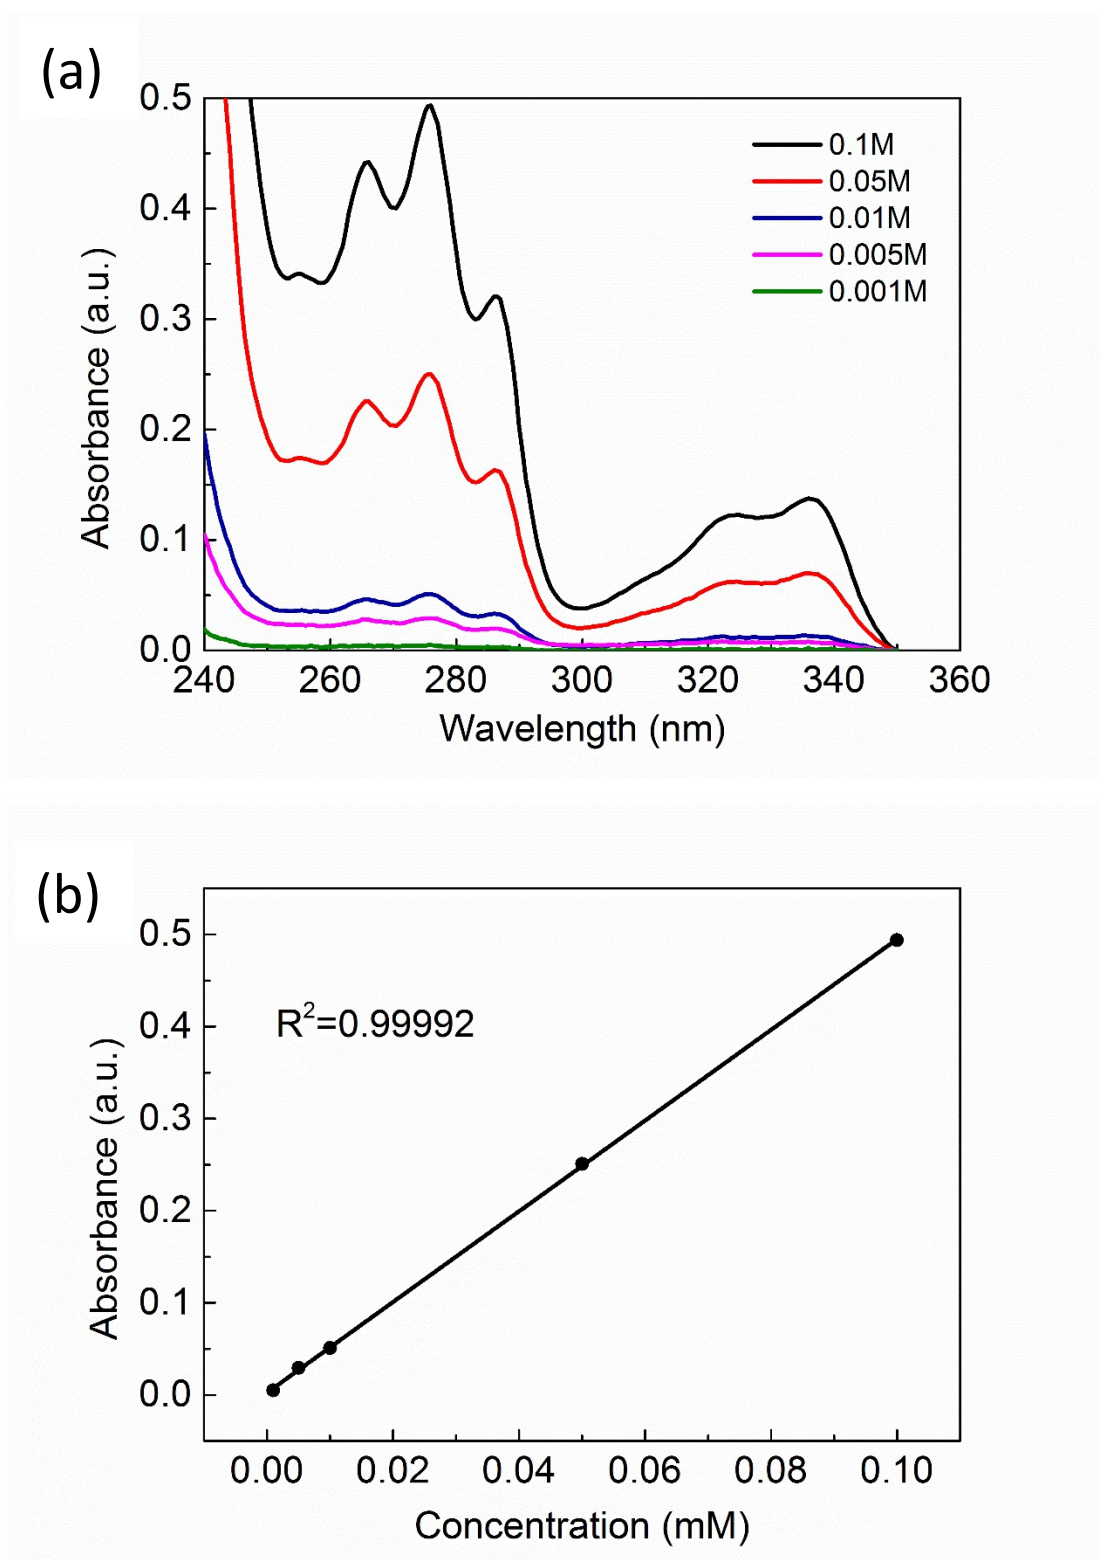 (a)
0.5
0.4
0.3
0.2
0.1
0.0
Absorbance (a.u.)
0.1M
0.05M
0.01M
0.005M
0.001M
240 260 280 300 320 340 360
Wavelength (nm)
(b)
0.5
0.4
0.3
0.2
0.1
0.0
Absorbance (a.u.)
R²=0.99992
0.00 0.02 0.04 0.06 0.08 0.10
Concentration (mM)